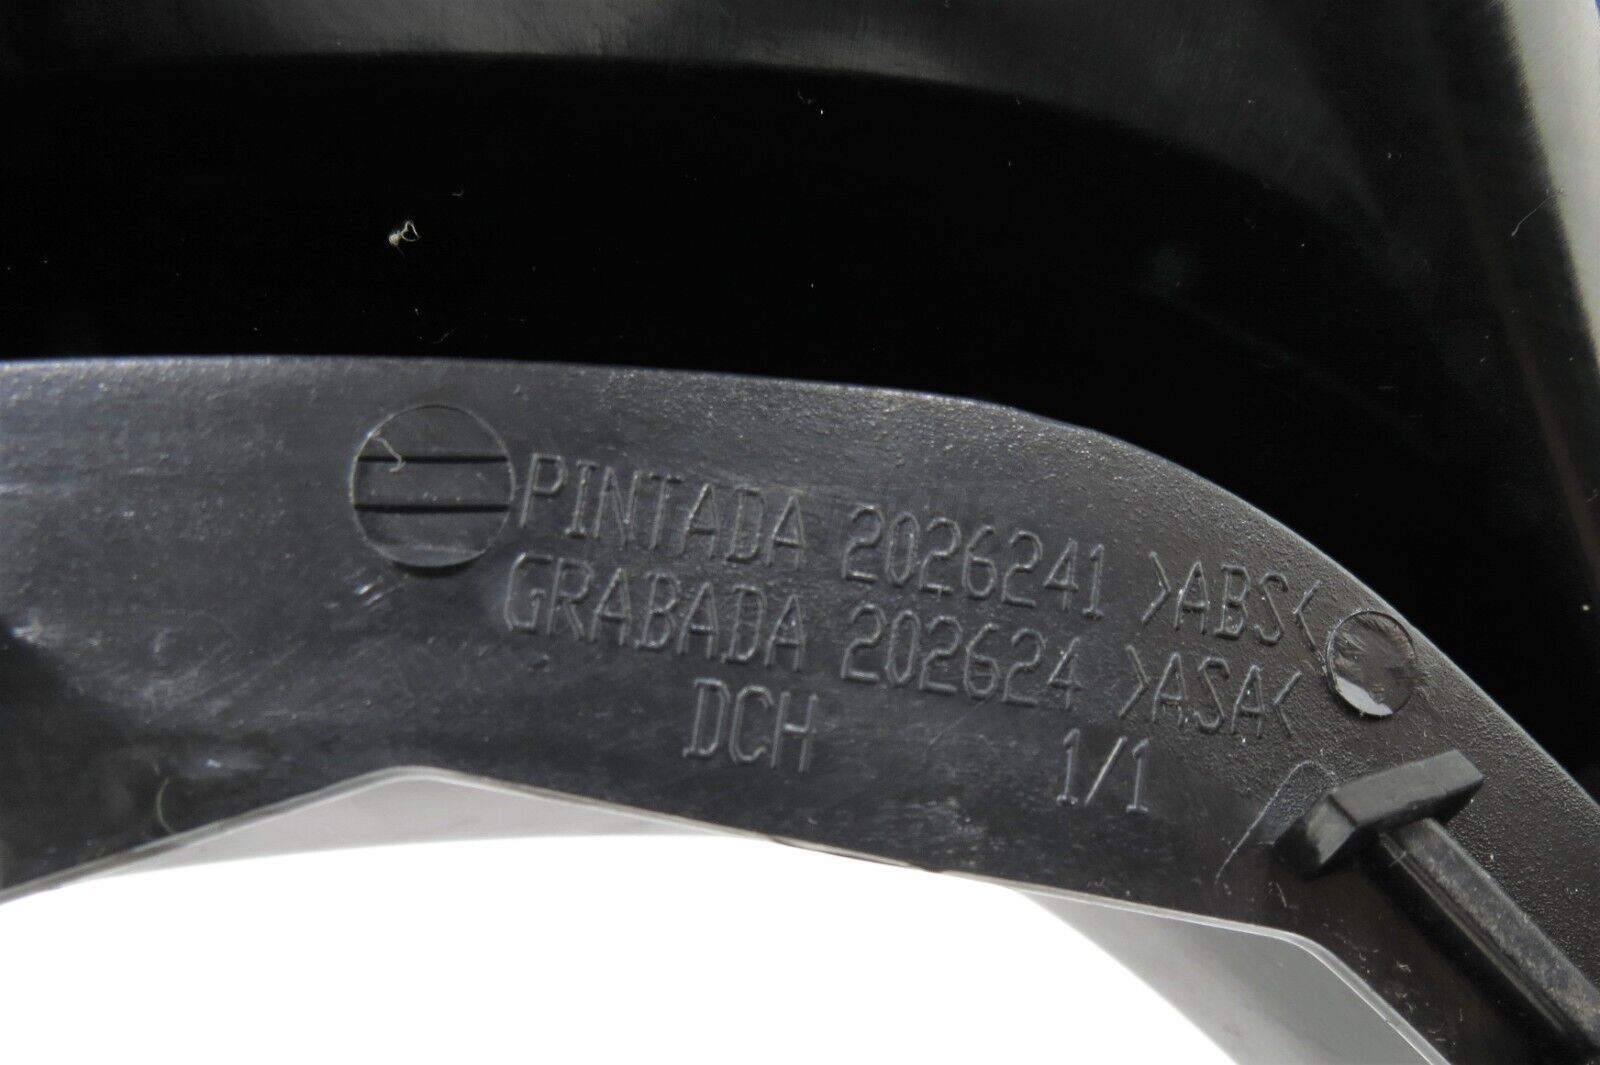 PINTADA 2026241 >ABS<
GRABADA 202624 >ASA<
DCH 1/1